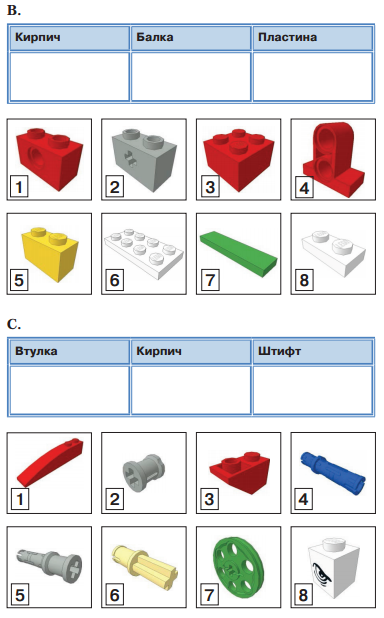 B.
Кирпич Балка Пластина
1 2 3 4
5 6 7 8
C.
Втулка Кирпич Штифт
1 2 3 4
5 6 7 8